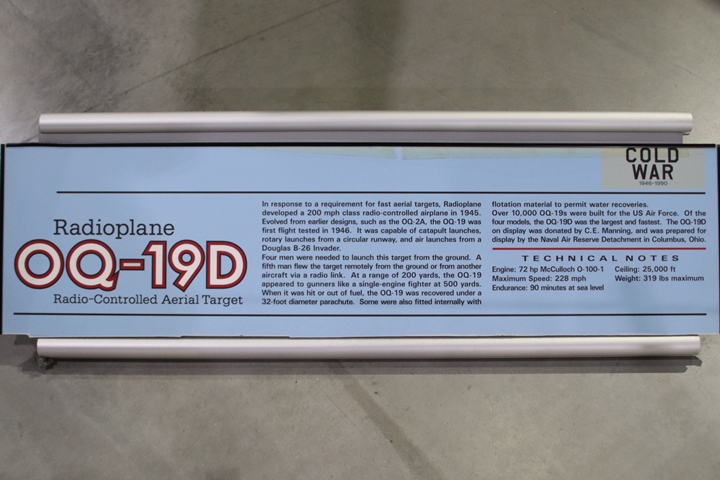 COLD
WAR
1946-1990
Radioplane
OQ-19D
Radio-Controlled Aerial Target
In response to a requirement for fast aerial targets, Radioplane
developed a 200 mph class radio-controlled airplane in 1945.
Evolved from earlier designs, such as the OQ-2A, the OQ-19 was
first flight tested in 1946. It was capable of catapult launches,
rotary launches from a circular runway, and air launches from a
Douglas B-26 Invader.
Four men were needed to launch this target from the ground. A
fifth man flew the target remotely from the ground or from another
aircraft via a radio link. At a range of 200 yards, the OQ-19
appeared to gunners like a single-engine fighter at 500 yards.
When it was hit or out of fuel, the OQ-19 was recovered under a
32-foot diameter parachute. Some were also fitted internally with
flotation material to permit water recoveries.
Over 10,000 OQ-19s were built for the US Air Force. Of the
four models, the OQ-19D was the largest and fastest. The OQ-19D
on display was donated by C.E. Manning, and was prepared for
display by the Naval Air Reserve Detachment in Columbus, Ohio.
TECHNICAL NOTES
Engine: 72 hp McCulloch O-100-1 Ceiling: 25,000 ft
Maximum Speed: 228 mph Weight: 319 lbs maximum
Endurance: 90 minutes at sea level